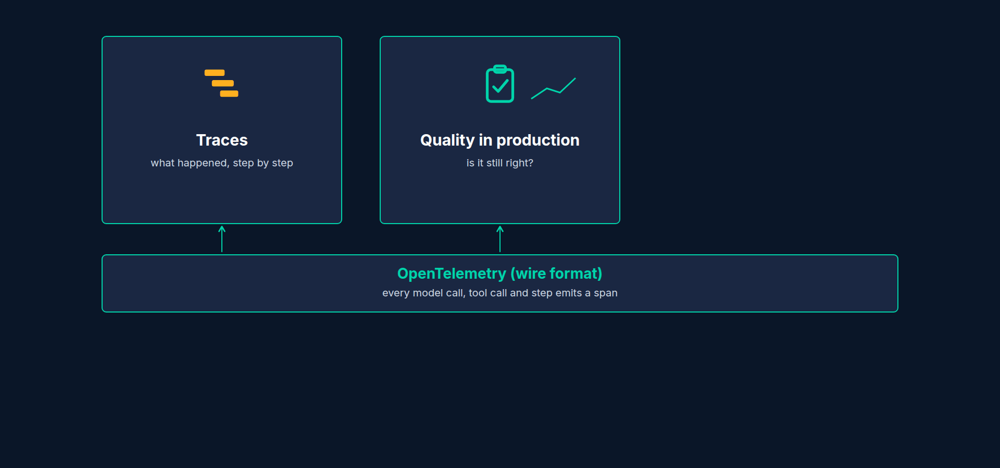 Traces
what happened, step by step
Quality in production
is it still right?
OpenTelemetry (wire format)
every model call, tool call and step emits a span